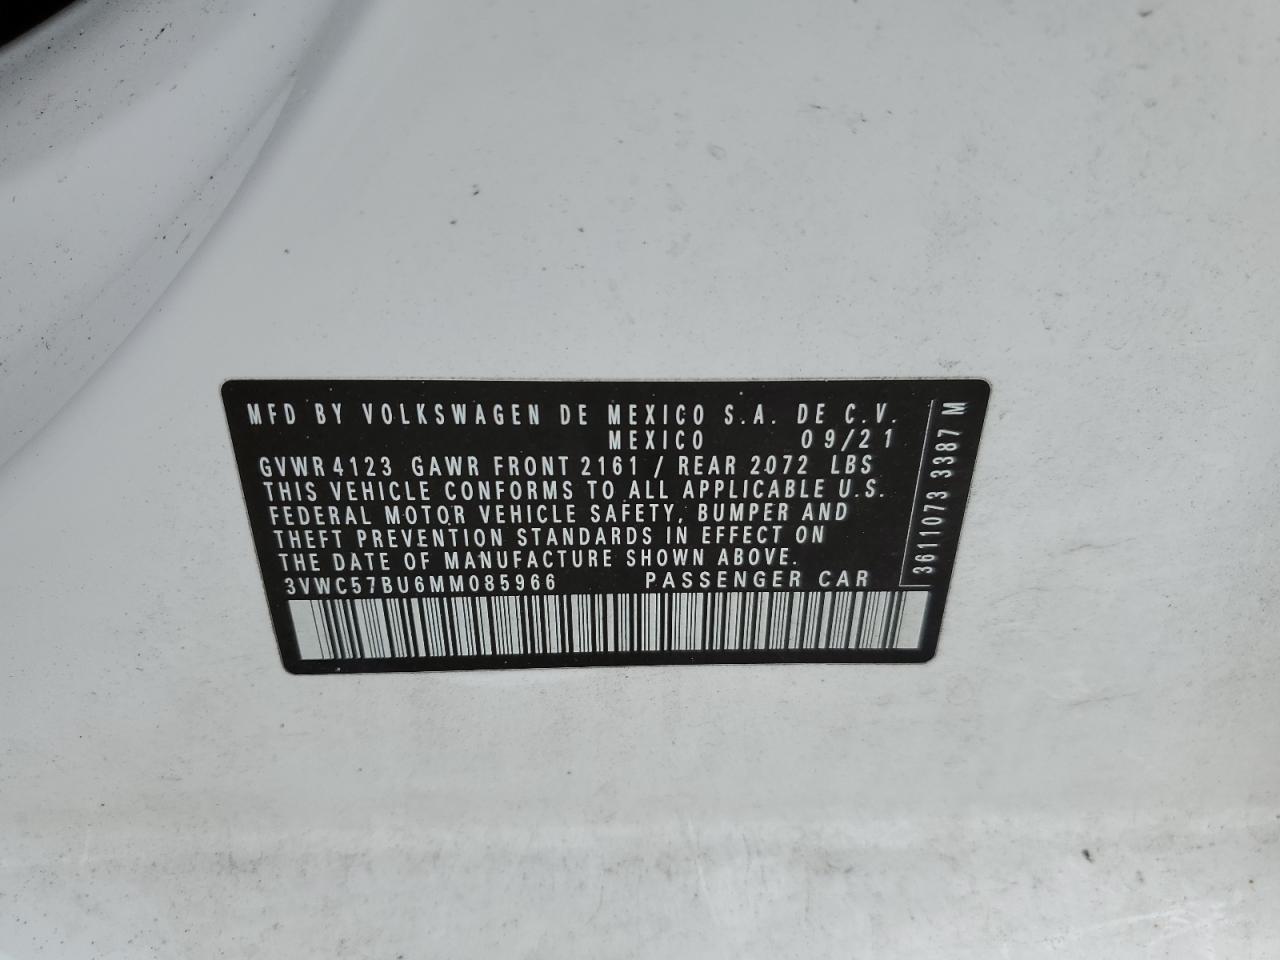 MFD BY VOLKSWAGEN DE MEXICO S.A. DE C.V.
MEXICO 09/21
GVWR 4123 GAWR FRONT 2161 / REAR 2072 LBS
THIS VEHICLE CONFORMS TO ALL APPLICABLE U.S.
FEDERAL MOTOR VEHICLE SAFETY, BUMPER AND
THEFT PREVENTION STANDARDS IN EFFECT ON
THE DATE OF MANUFACTURE SHOWN ABOVE.
3VWC57BU6MM085966 PASSENGER CAR
3611073 3387 M